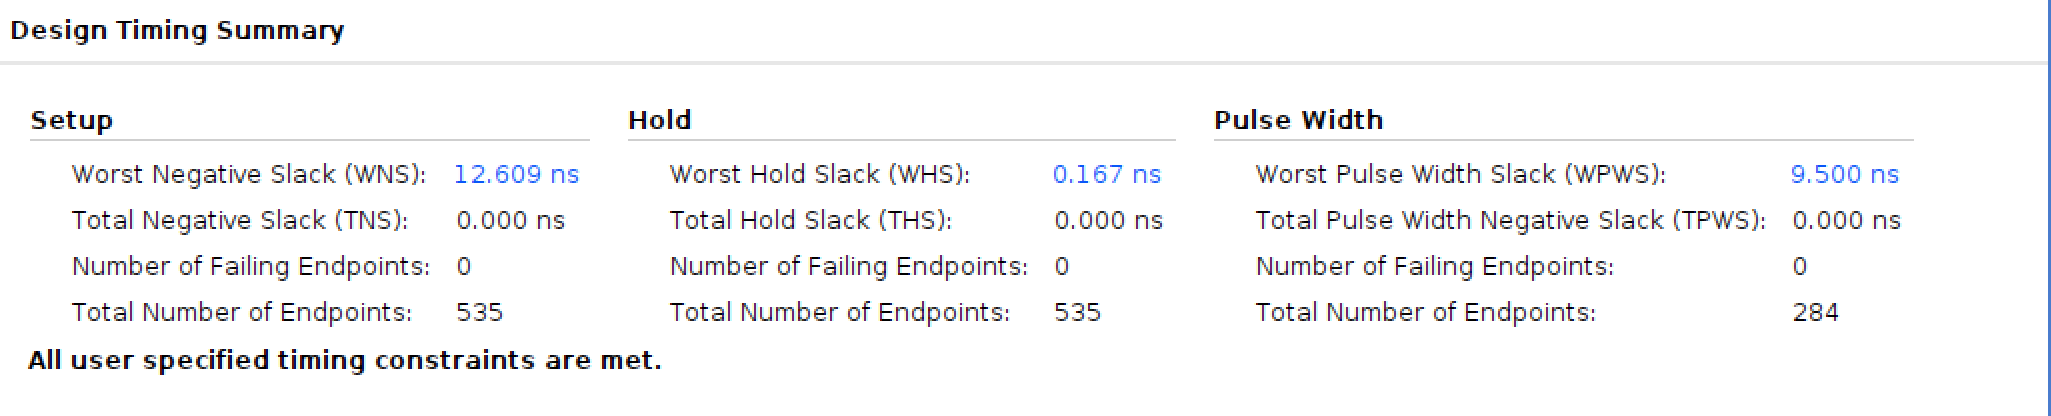 Design Timing Summary
Setup
Worst Negative Slack (WNS): 12.609 ns
Total Negative Slack (TNS): 0.000 ns
Number of Failing Endpoints: 0
Total Number of Endpoints: 535
Hold
Worst Hold Slack (WHS): 0.167 ns
Total Hold Slack (THS): 0.000 ns
Number of Failing Endpoints: 0
Total Number of Endpoints: 535
Pulse Width
Worst Pulse Width Slack (WPWS): 9.500 ns
Total Pulse Width Negative Slack (TPWS): 0.000 ns
Number of Failing Endpoints: 0
Total Number of Endpoints: 284
All user specified timing constraints are met.